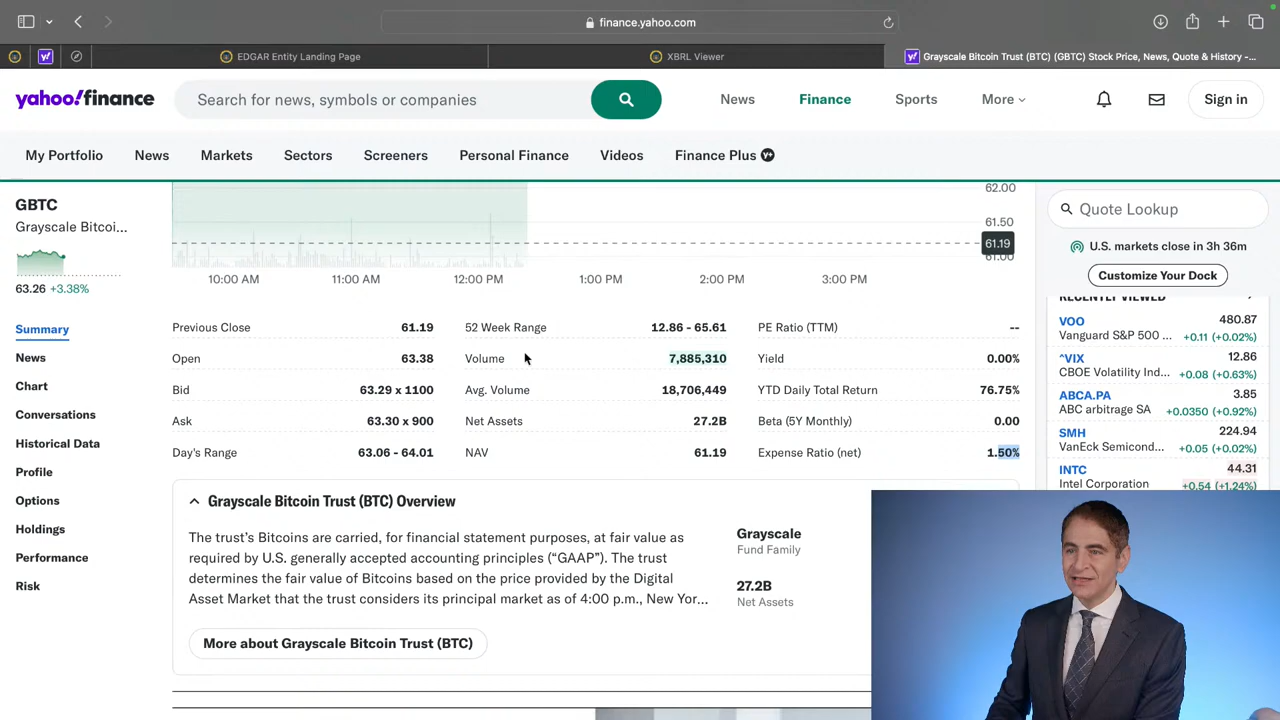 finance.yahoo.com
EDGAR Entity Landing Page
XBRL Viewer
Grayscale Bitcoin Trust (BTC) (GBTC) Stock Price, News, Quote & History -...
yahoo!finance
Search for news, symbols or companies
News
Finance
Sports
More
Sign in
My Portfolio
News
Markets
Sectors
Screeners
Personal Finance
Videos
Finance Plus
GBTC
Grayscale Bitcoi...
63.26 +3.38%
Summary
News
Chart
Conversations
Historical Data
Profile
Options
Holdings
Performance
Risk
62.00
61.50
61.19
61.00
10:00 AM 11:00 AM 12:00 PM 1:00 PM 2:00 PM 3:00 PM
Previous Close 61.19
Open 63.38
Bid 63.29 x 1100
Ask 63.30 x 900
Day's Range 63.06 - 64.01
52 Week Range 12.86 - 65.61
Volume 7,885,310
Avg. Volume 18,706,449
Net Assets 27.2B
NAV 61.19
PE Ratio (TTM) --
Yield 0.00%
YTD Daily Total Return 76.75%
Beta (5Y Monthly) 0.00
Expense Ratio (net) 1.50%
Grayscale Bitcoin Trust (BTC) Overview
The trust's Bitcoins are carried, for financial statement purposes, at fair value as
required by U.S. generally accepted accounting principles (“GAAP”). The trust
determines the fair value of Bitcoins based on the price provided by the Digital
Asset Market that the trust considers its principal market as of 4:00 p.m., New Yor...
More about Grayscale Bitcoin Trust (BTC)
Grayscale
Fund Family
27.2B
Net Assets
Quote Lookup
U.S. markets close in 3h 36m
Customize Your Dock
RECENTLY VIEWED
VOO 480.87
Vanguard S&P 500 ... +0.11 (+0.02%)
^VIX 12.86
CBOE Volatility Ind... +0.08 (+0.63%)
ABCA.PA 3.85
ABC arbitrage SA +0.0350 (+0.92%)
SMH 224.94
VanEck Semicond... +0.05 (+0.02%)
INTC 44.31
Intel Corporation +0.54 (+1.24%)